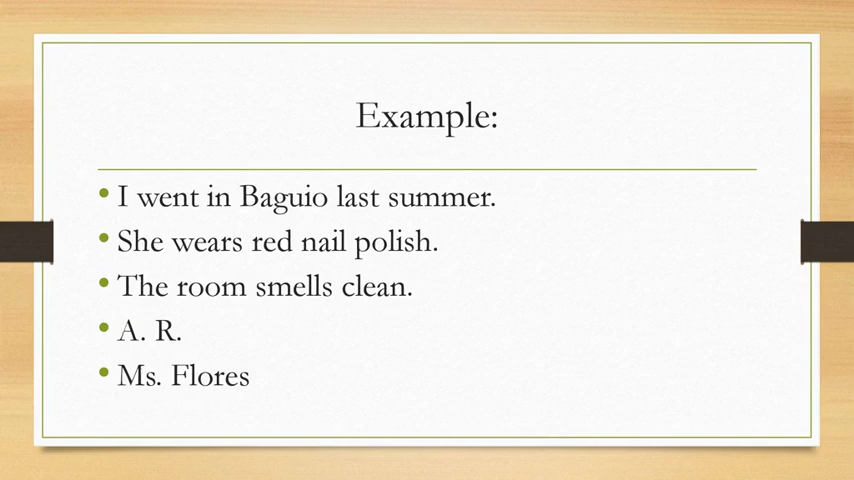 Example:
• I went in Baguio last summer.
• She wears red nail polish.
• The room smells clean.
• A. R.
• Ms. Flores